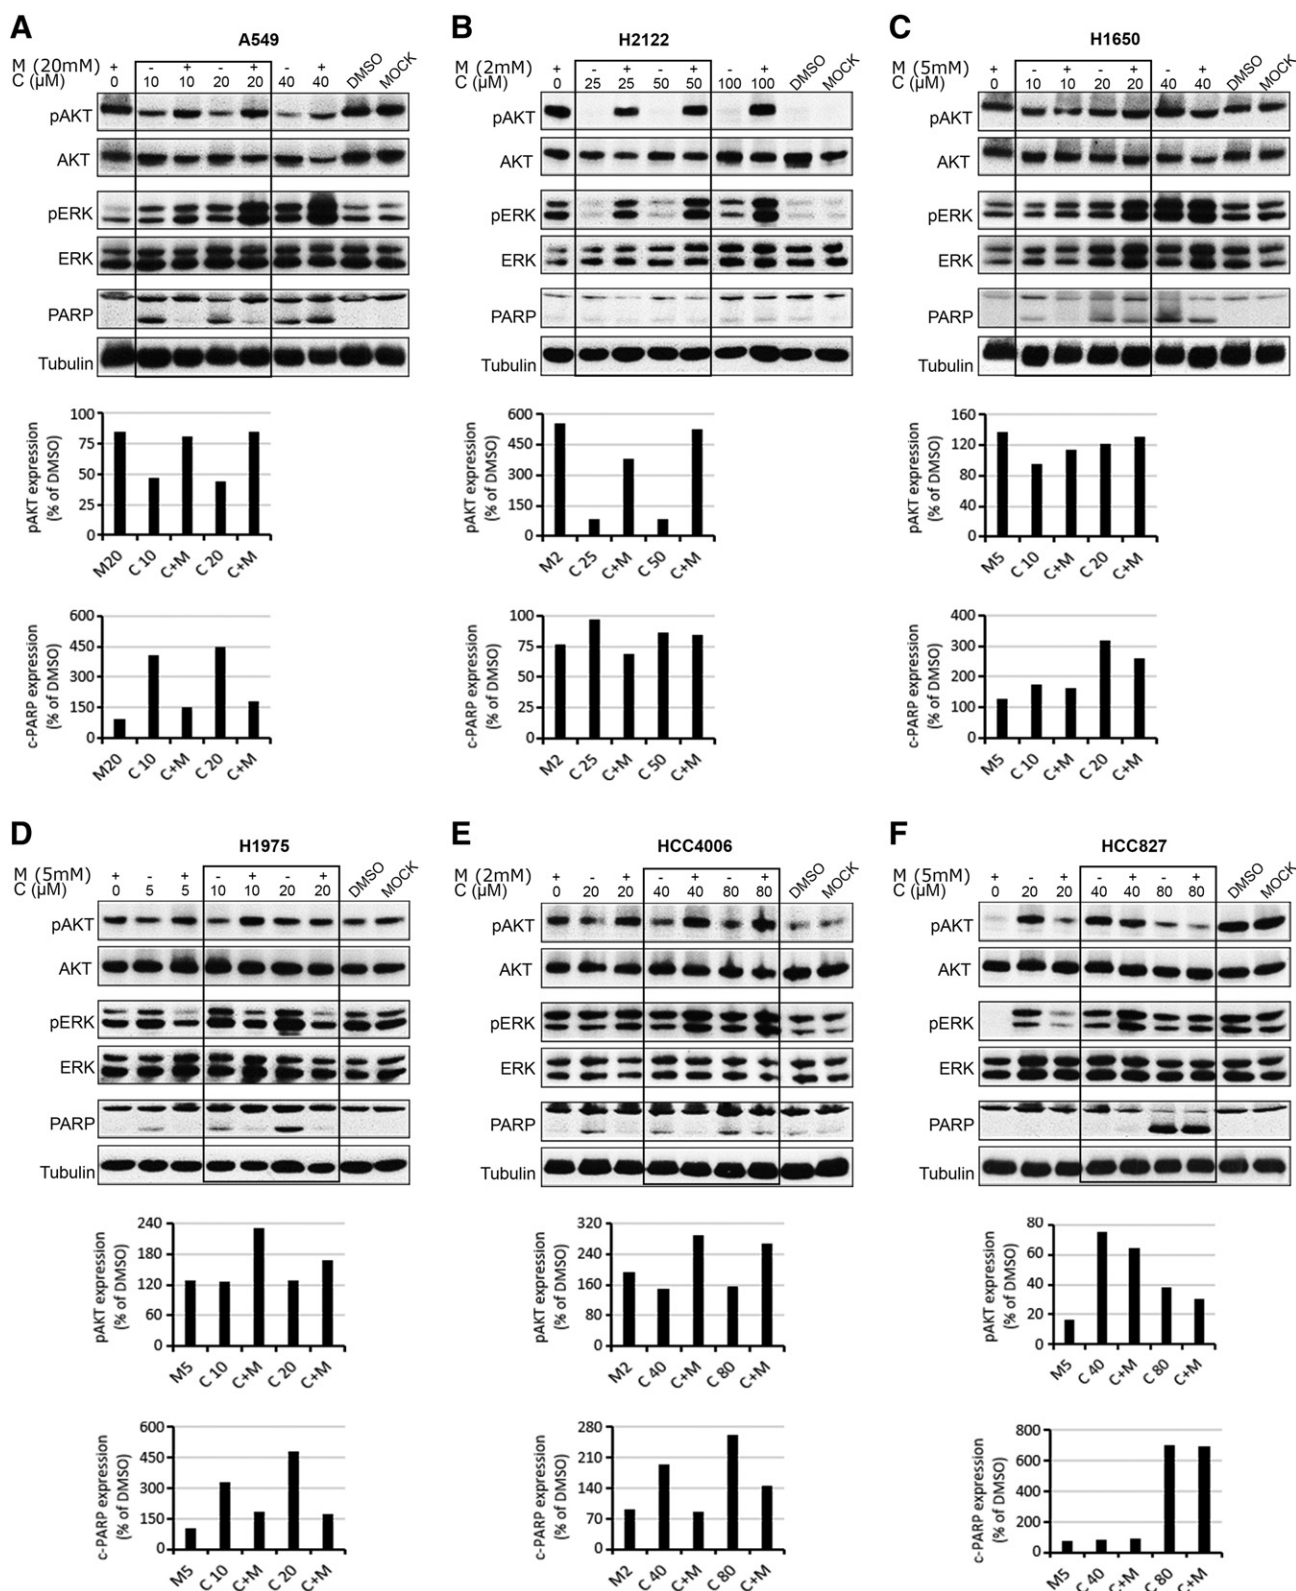 A
A549
M (20mM) + - + - + - + DMSO MOCK
C (μM) 0 10 10 20 20 40 40
pAKT
AKT
pERK
ERK
PARP
Tubulin
pAKT expression
(% of DMSO)
100
75
50
25
0
M20 C 10 C+M C 20 C+M
c-PARP expression
(% of DMSO)
600
450
300
150
0
M20 C 10 C+M C 20 C+M
B
H2122
M (2mM) + - + - + - + DMSO MOCK
C (μM) 0 25 25 50 50 100 100
pAKT
AKT
pERK
ERK
PARP
Tubulin
pAKT expression
(% of DMSO)
600
450
300
150
0
M2 C 25 C+M C 50 C+M
c-PARP expression
(% of DMSO)
100
75
50
25
0
M2 C 25 C+M C 50 C+M
C
H1650
M (5mM) + - + - + - + DMSO MOCK
C (μM) 0 10 10 20 20 40 40
pAKT
AKT
pERK
ERK
PARP
Tubulin
pAKT expression
(% of DMSO)
160
120
80
40
0
M5 C 10 C+M C 20 C+M
c-PARP expression
(% of DMSO)
400
300
200
100
0
M5 C 10 C+M C 20 C+M
D
H1975
M (5mM) + - + - + - + DMSO MOCK
C (μM) 0 5 5 10 10 20 20
pAKT
AKT
pERK
ERK
PARP
Tubulin
pAKT expression
(% of DMSO)
240
180
120
60
0
M5 C 10 C+M C 20 C+M
c-PARP expression
(% of DMSO)
600
450
300
150
0
M5 C 10 C+M C 20 C+M
E
HCC4006
M (2mM) + - + - + - + DMSO MOCK
C (μM) 0 20 20 40 40 80 80
pAKT
AKT
pERK
ERK
PARP
Tubulin
pAKT expression
(% of DMSO)
320
240
160
80
0
M2 C 40 C+M C 80 C+M
c-PARP expression
(% of DMSO)
280
210
140
70
0
M2 C 40 C+M C 80 C+M
F
HCC827
M (5mM) + - + - + - + DMSO MOCK
C (μM) 0 20 20 40 40 80 80
pAKT
AKT
pERK
ERK
PARP
Tubulin
pAKT expression
(% of DMSO)
80
60
40
20
0
M5 C 40 C+M C 80 C+M
c-PARP expression
(% of DMSO)
800
600
400
200
0
M5 C 40 C+M C 80 C+M